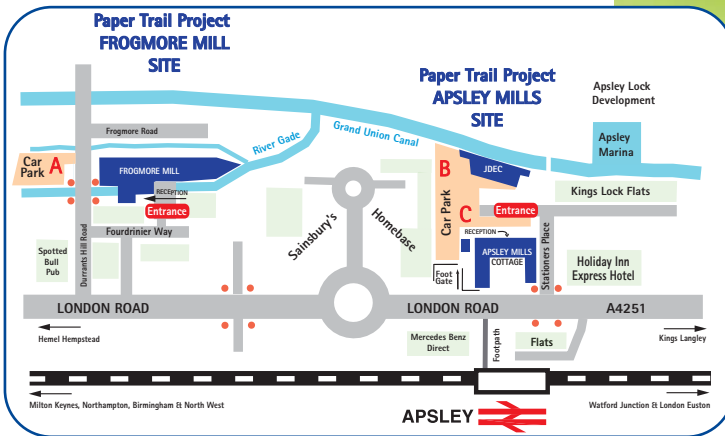 Paper Trail Project
FROGMORE MILL
SITE
Paper Trail Project
APSLEY MILLS
SITE
Apsley Lock
Development
Frogmore Road
River Gade
Grand Union Canal
Apsley
Marina
Car
Park
A
FROGMORE MILL
B
JDEC
RECEPTION
Entrance
Kings Lock Flats
Car Park
C
Entrance
Sainsbury's
Homebase
Fourdrinier Way
Durrants Hill Road
RECEPTION
APSLEY MILLS
COTTAGE
Stationers Place
Spotted
Bull
Pub
Foot
Gate
Holiday Inn
Express Hotel
LONDON ROAD
LONDON ROAD
A4251
Hemel Hempstead
Mercedes Benz
Direct
Footpath
Flats
Kings Langley
Milton Keynes, Northampton, Birmingham & North West
Watford Junction & London Euston
APSLEY